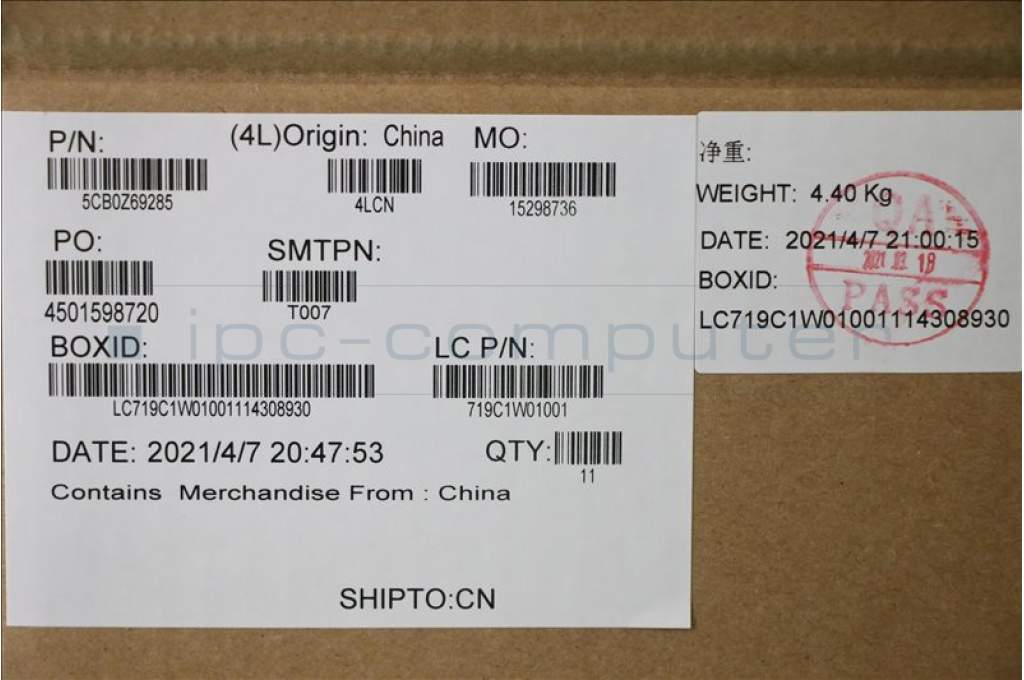 P/N: (4L)Origin: China MO:
5CB0Z69285 4LCN 15298736
PO: SMTPN:
4501598720 T007
BOXID: LC P/N:
LC719C1W01001114308930 719C1W01001
DATE: 2021/4/7 20:47:53 QTY:
11
Contains Merchandise From : China
SHIPTO:CN
净重:
WEIGHT: 4.40 Kg
DATE: 2021/4/7 21:00:15
BOXID:
LC719C1W01001114308930
QA
PASS
ipc-computer